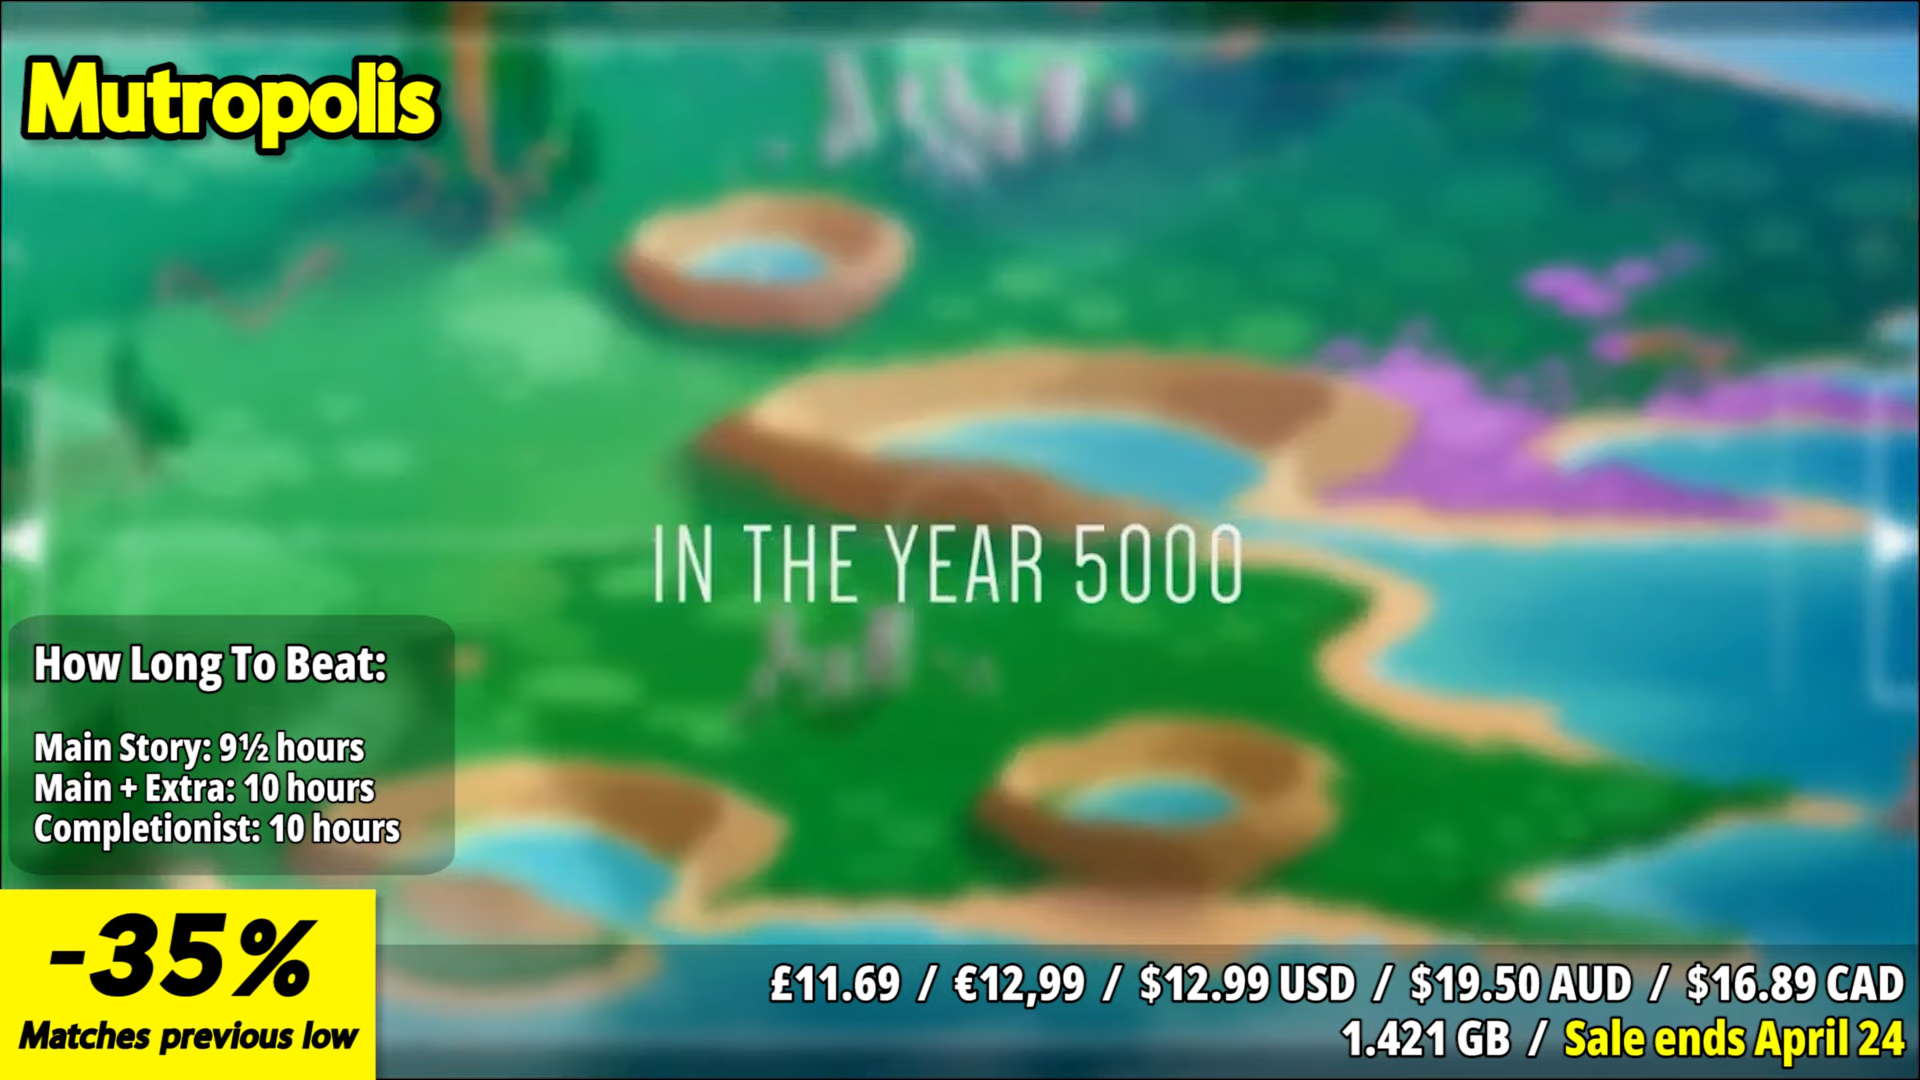 Mutropolis
IN THE YEAR 5000
How Long To Beat:
Main Story: 9½ hours
Main + Extra: 10 hours
Completionist: 10 hours
-35%
Matches previous low
£11.69 / €12,99 / $12.99 USD / $19.50 AUD / $16.89 CAD
1.421 GB / Sale ends April 24